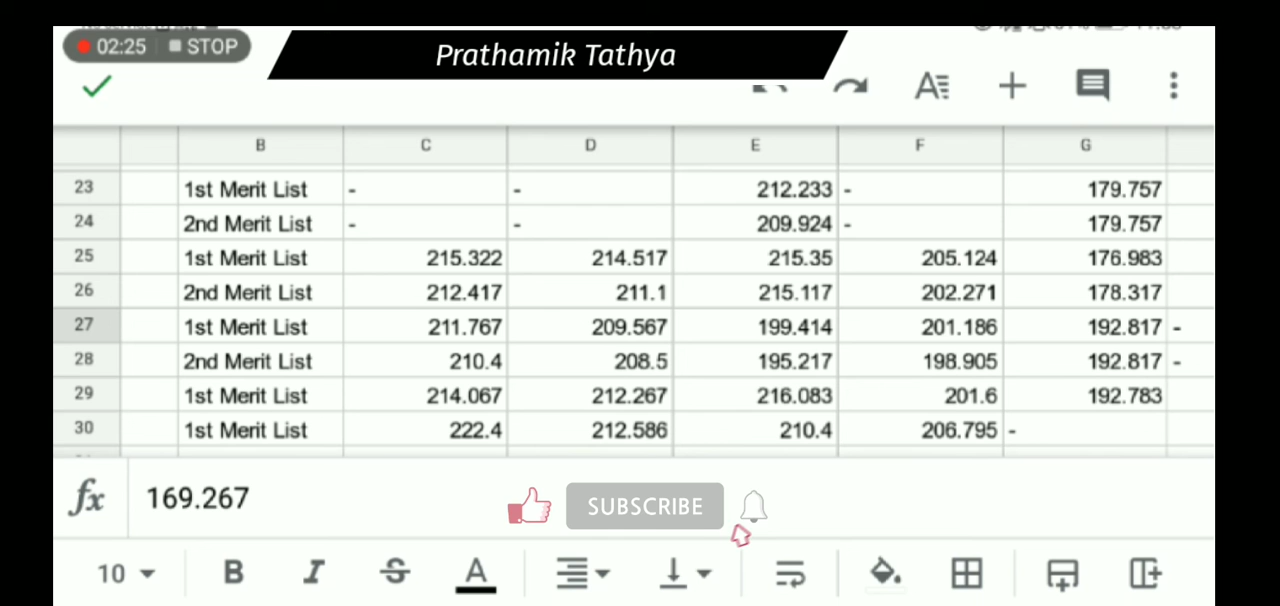 02:25 STOP
Prathamik Tathya
B C D E F G
23 1st Merit List - - 212.233 - 179.757
24 2nd Merit List - - 209.924 - 179.757
25 1st Merit List 215.322 214.517 215.35 205.124 176.983
26 2nd Merit List 212.417 211.1 215.117 202.271 178.317
27 1st Merit List 211.767 209.567 199.414 201.186 192.817 -
28 2nd Merit List 210.4 208.5 195.217 198.905 192.817 -
29 1st Merit List 214.067 212.267 216.083 201.6 192.783
30 1st Merit List 222.4 212.586 210.4 206.795 -
fx 169.267
SUBSCRIBE
10 B I S A